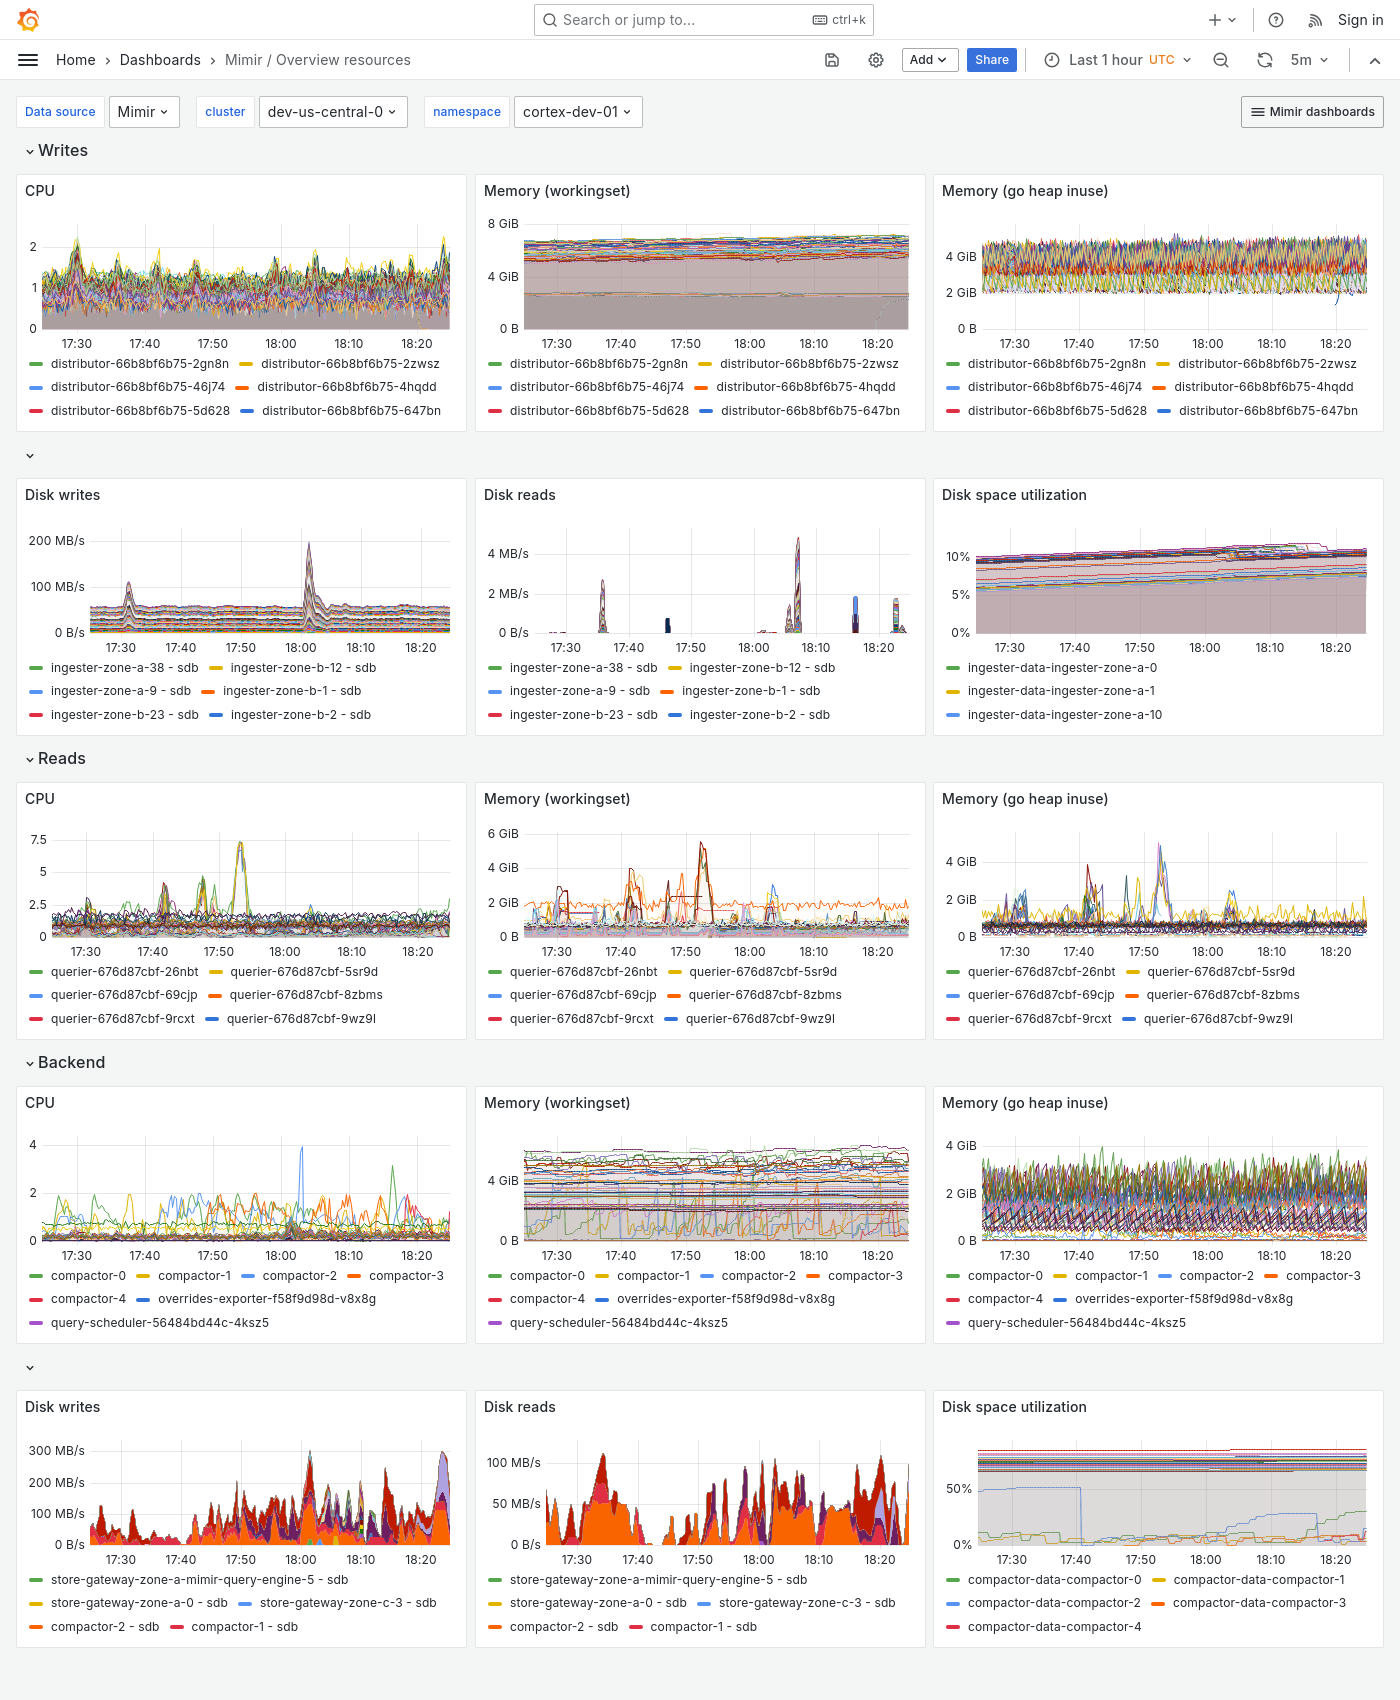 Search or jump to... ctrl+k Sign in
Home Dashboards Mimir / Overview resources Add Share Last 1 hour UTC 5m
Data source Mimir cluster dev-us-central-0 namespace cortex-dev-01 Mimir dashboards
Writes
CPU
2
1
0
17:30 17:40 17:50 18:00 18:10 18:20
distributor-66b8bf6b75-2gn8n distributor-66b8bf6b75-2zwsz
distributor-66b8bf6b75-46j74 distributor-66b8bf6b75-4hqdd
distributor-66b8bf6b75-5d628 distributor-66b8bf6b75-647bn
Memory (workingset)
8 GiB
4 GiB
0 B
17:30 17:40 17:50 18:00 18:10 18:20
distributor-66b8bf6b75-2gn8n distributor-66b8bf6b75-2zwsz
distributor-66b8bf6b75-46j74 distributor-66b8bf6b75-4hqdd
distributor-66b8bf6b75-5d628 distributor-66b8bf6b75-647bn
Memory (go heap inuse)
4 GiB
2 GiB
0 B
17:30 17:40 17:50 18:00 18:10 18:20
distributor-66b8bf6b75-2gn8n distributor-66b8bf6b75-2zwsz
distributor-66b8bf6b75-46j74 distributor-66b8bf6b75-4hqdd
distributor-66b8bf6b75-5d628 distributor-66b8bf6b75-647bn
Disk writes
200 MB/s
100 MB/s
0 B/s
17:30 17:40 17:50 18:00 18:10 18:20
ingester-zone-a-38 - sdb ingester-zone-b-12 - sdb
ingester-zone-a-9 - sdb ingester-zone-b-1 - sdb
ingester-zone-b-23 - sdb ingester-zone-b-2 - sdb
Disk reads
4 MB/s
2 MB/s
0 B/s
17:30 17:40 17:50 18:00 18:10 18:20
ingester-zone-a-38 - sdb ingester-zone-b-12 - sdb
ingester-zone-a-9 - sdb ingester-zone-b-1 - sdb
ingester-zone-b-23 - sdb ingester-zone-b-2 - sdb
Disk space utilization
10%
5%
0%
17:30 17:40 17:50 18:00 18:10 18:20
ingester-data-ingester-zone-a-0
ingester-data-ingester-zone-a-1
ingester-data-ingester-zone-a-10
Reads
CPU
7.5
5
2.5
0
17:30 17:40 17:50 18:00 18:10 18:20
querier-676d87cbf-26nbt querier-676d87cbf-5sr9d
querier-676d87cbf-69cjp querier-676d87cbf-8zbms
querier-676d87cbf-9rcxt querier-676d87cbf-9wz9l
Memory (workingset)
6 GiB
4 GiB
2 GiB
0 B
17:30 17:40 17:50 18:00 18:10 18:20
querier-676d87cbf-26nbt querier-676d87cbf-5sr9d
querier-676d87cbf-69cjp querier-676d87cbf-8zbms
querier-676d87cbf-9rcxt querier-676d87cbf-9wz9l
Memory (go heap inuse)
4 GiB
2 GiB
0 B
17:30 17:40 17:50 18:00 18:10 18:20
querier-676d87cbf-26nbt querier-676d87cbf-5sr9d
querier-676d87cbf-69cjp querier-676d87cbf-8zbms
querier-676d87cbf-9rcxt querier-676d87cbf-9wz9l
Backend
CPU
4
2
0
17:30 17:40 17:50 18:00 18:10 18:20
compactor-0 compactor-1 compactor-2 compactor-3
compactor-4 overrides-exporter-f58f9d98d-v8x8g
query-scheduler-56484bd44c-4ksz5
Memory (workingset)
4 GiB
0 B
17:30 17:40 17:50 18:00 18:10 18:20
compactor-0 compactor-1 compactor-2 compactor-3
compactor-4 overrides-exporter-f58f9d98d-v8x8g
query-scheduler-56484bd44c-4ksz5
Memory (go heap inuse)
4 GiB
2 GiB
0 B
17:30 17:40 17:50 18:00 18:10 18:20
compactor-0 compactor-1 compactor-2 compactor-3
compactor-4 overrides-exporter-f58f9d98d-v8x8g
query-scheduler-56484bd44c-4ksz5
Disk writes
300 MB/s
200 MB/s
100 MB/s
0 B/s
17:30 17:40 17:50 18:00 18:10 18:20
store-gateway-zone-a-mimir-query-engine-5 - sdb
store-gateway-zone-a-0 - sdb store-gateway-zone-c-3 - sdb
compactor-2 - sdb compactor-1 - sdb
Disk reads
100 MB/s
50 MB/s
0 B/s
17:30 17:40 17:50 18:00 18:10 18:20
store-gateway-zone-a-mimir-query-engine-5 - sdb
store-gateway-zone-a-0 - sdb store-gateway-zone-c-3 - sdb
compactor-2 - sdb compactor-1 - sdb
Disk space utilization
50%
0%
17:30 17:40 17:50 18:00 18:10 18:20
compactor-data-compactor-0 compactor-data-compactor-1
compactor-data-compactor-2 compactor-data-compactor-3
compactor-data-compactor-4